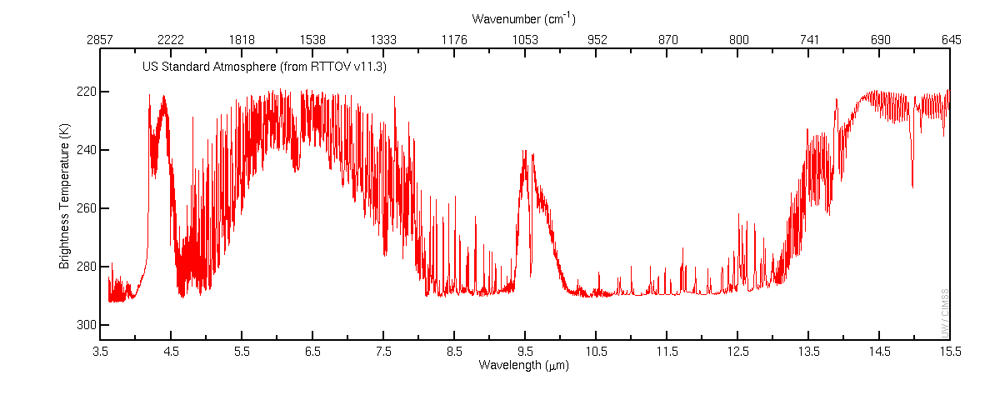 Wavenumber (cm-1)
2857 2222 1818 1538 1333 1176 1053 952 870 800 741 690 645
US Standard Atmosphere (from RTTOV v11.3)
220
240
260
280
300
Brightness Temperature (K)
UW / CIMSS
3.5 4.5 5.5 6.5 7.5 8.5 9.5 10.5 11.5 12.5 13.5 14.5 15.5
Wavelength (μm)